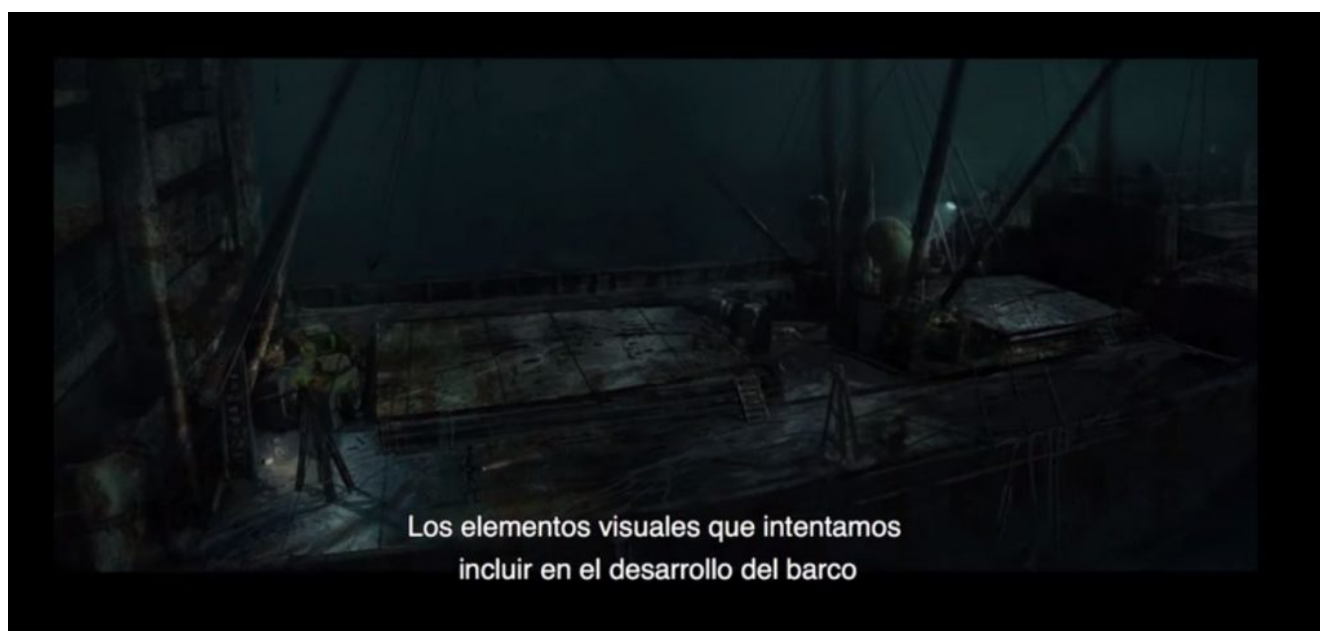 Los elementos visuales que intentamos
incluir en el desarrollo del barco